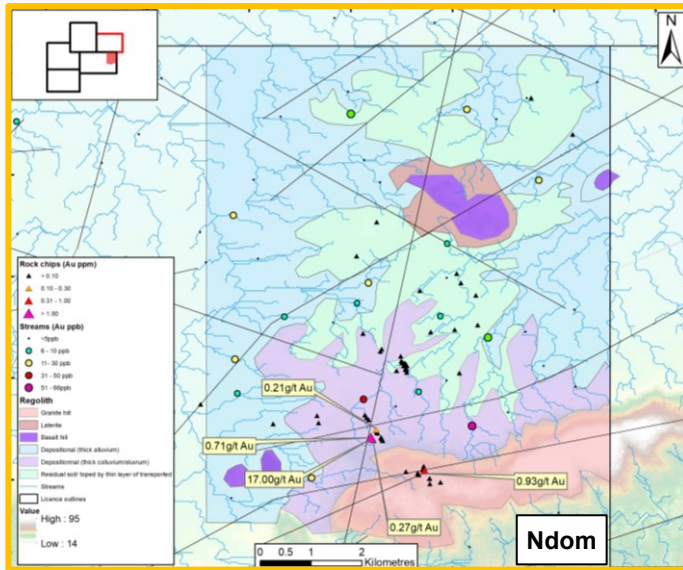 N
Rock chips (Au ppm)
< 0.10
0.10 - 0.30
0.31 - 1.00
> 1.00
Streams (Au ppb)
<5ppb
6 - 10 ppb
11- 30 ppb
31 - 50 ppb
51 - 66ppb
Regolith
Granite hill
Laterite
Basalt hill
Depositional (thick alluvium)
Depositionnal (thick colluvium/eluvium)
Residual soil/ toped by thin layer of transported
Streams
Licence outlines
Value
High : 95
Low : 14
0.21g/t Au
0.71g/t Au
17.00g/t Au
0.93g/t Au
0.27g/t Au
0 0.5 1 2
Kilometres
Ndom